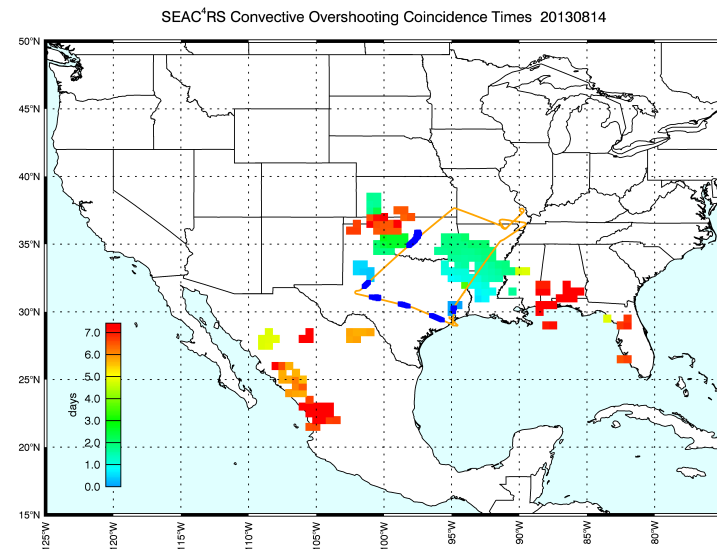 SEAC⁴RS Convective Overshooting Coincidence Times 20130814
50°N
45°N
40°N
35°N
30°N
25°N
20°N
15°N
days
7.0
6.0
5.0
4.0
3.0
2.0
1.0
0.0
125°W
120°W
115°W
110°W
105°W
100°W
95°W
90°W
85°W
80°W